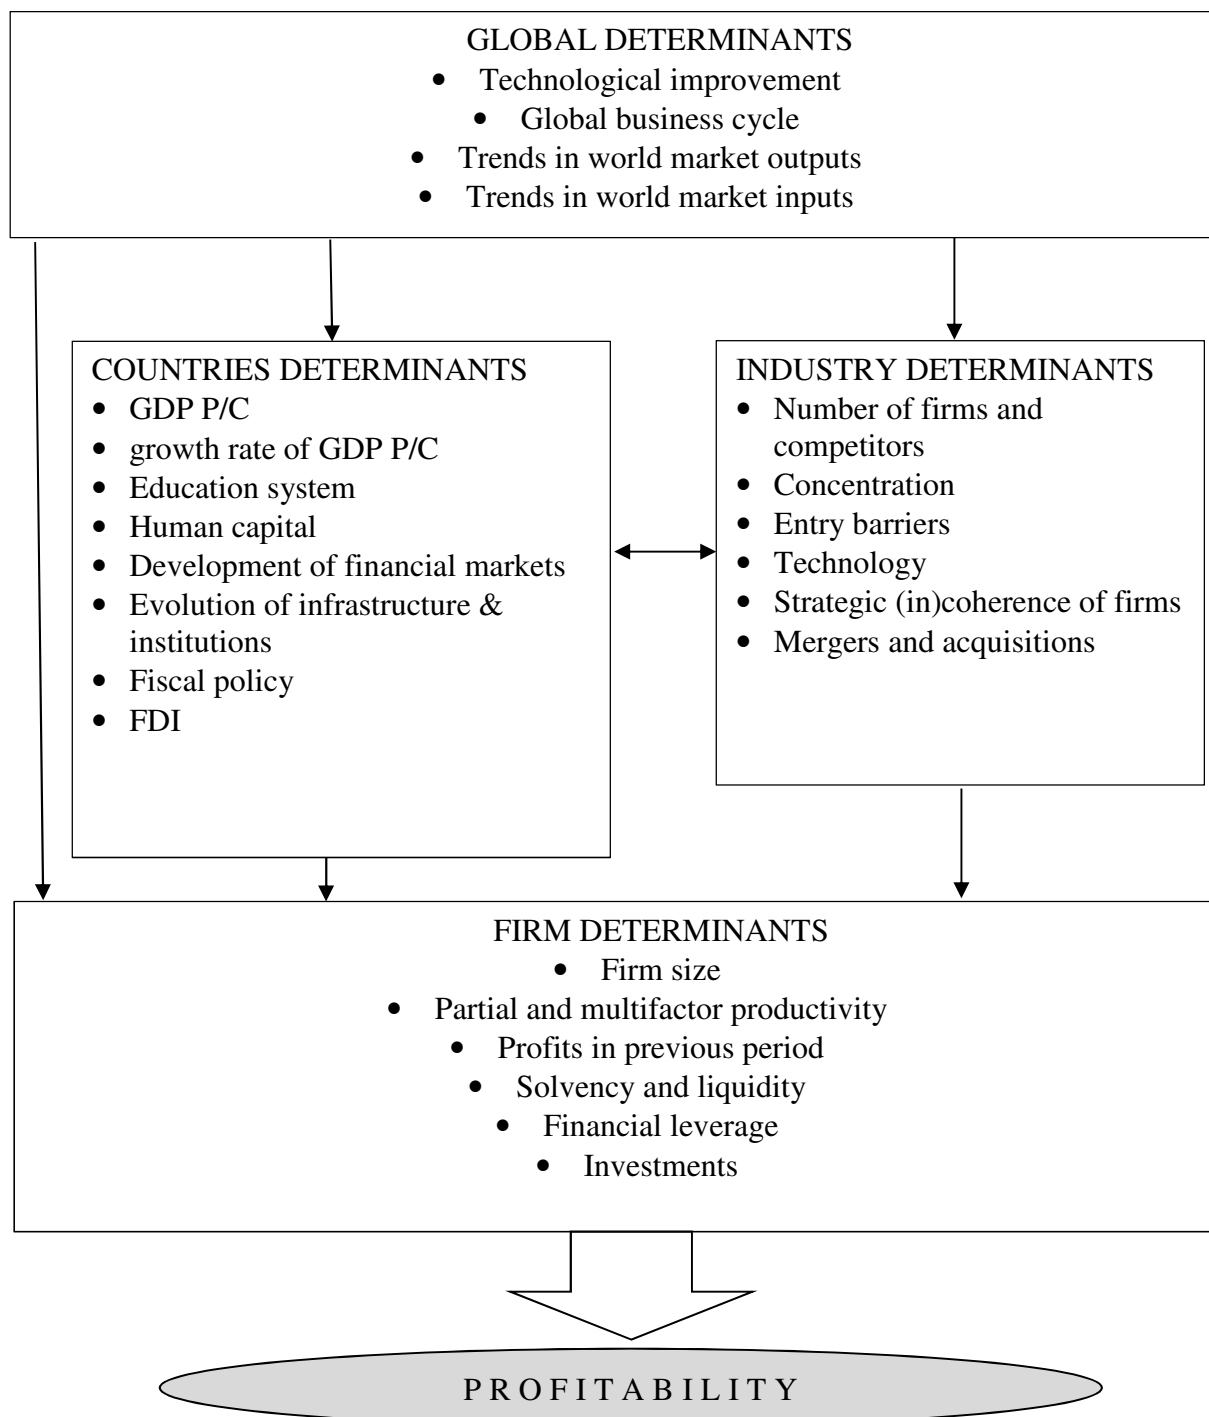 GLOBAL DETERMINANTS
• Technological improvement
• Global business cycle
• Trends in world market outputs
• Trends in world market inputs
COUNTRIES DETERMINANTS
• GDP P/C
• growth rate of GDP P/C
• Education system
• Human capital
• Development of financial markets
• Evolution of infrastructure &
institutions
• Fiscal policy
• FDI
INDUSTRY DETERMINANTS
• Number of firms and
competitors
• Concentration
• Entry barriers
• Technology
• Strategic (in)coherence of firms
• Mergers and acquisitions
FIRM DETERMINANTS
• Firm size
• Partial and multifactor productivity
• Profits in previous period
• Solvency and liquidity
• Financial leverage
• Investments
P R O F I T A B I L I T Y